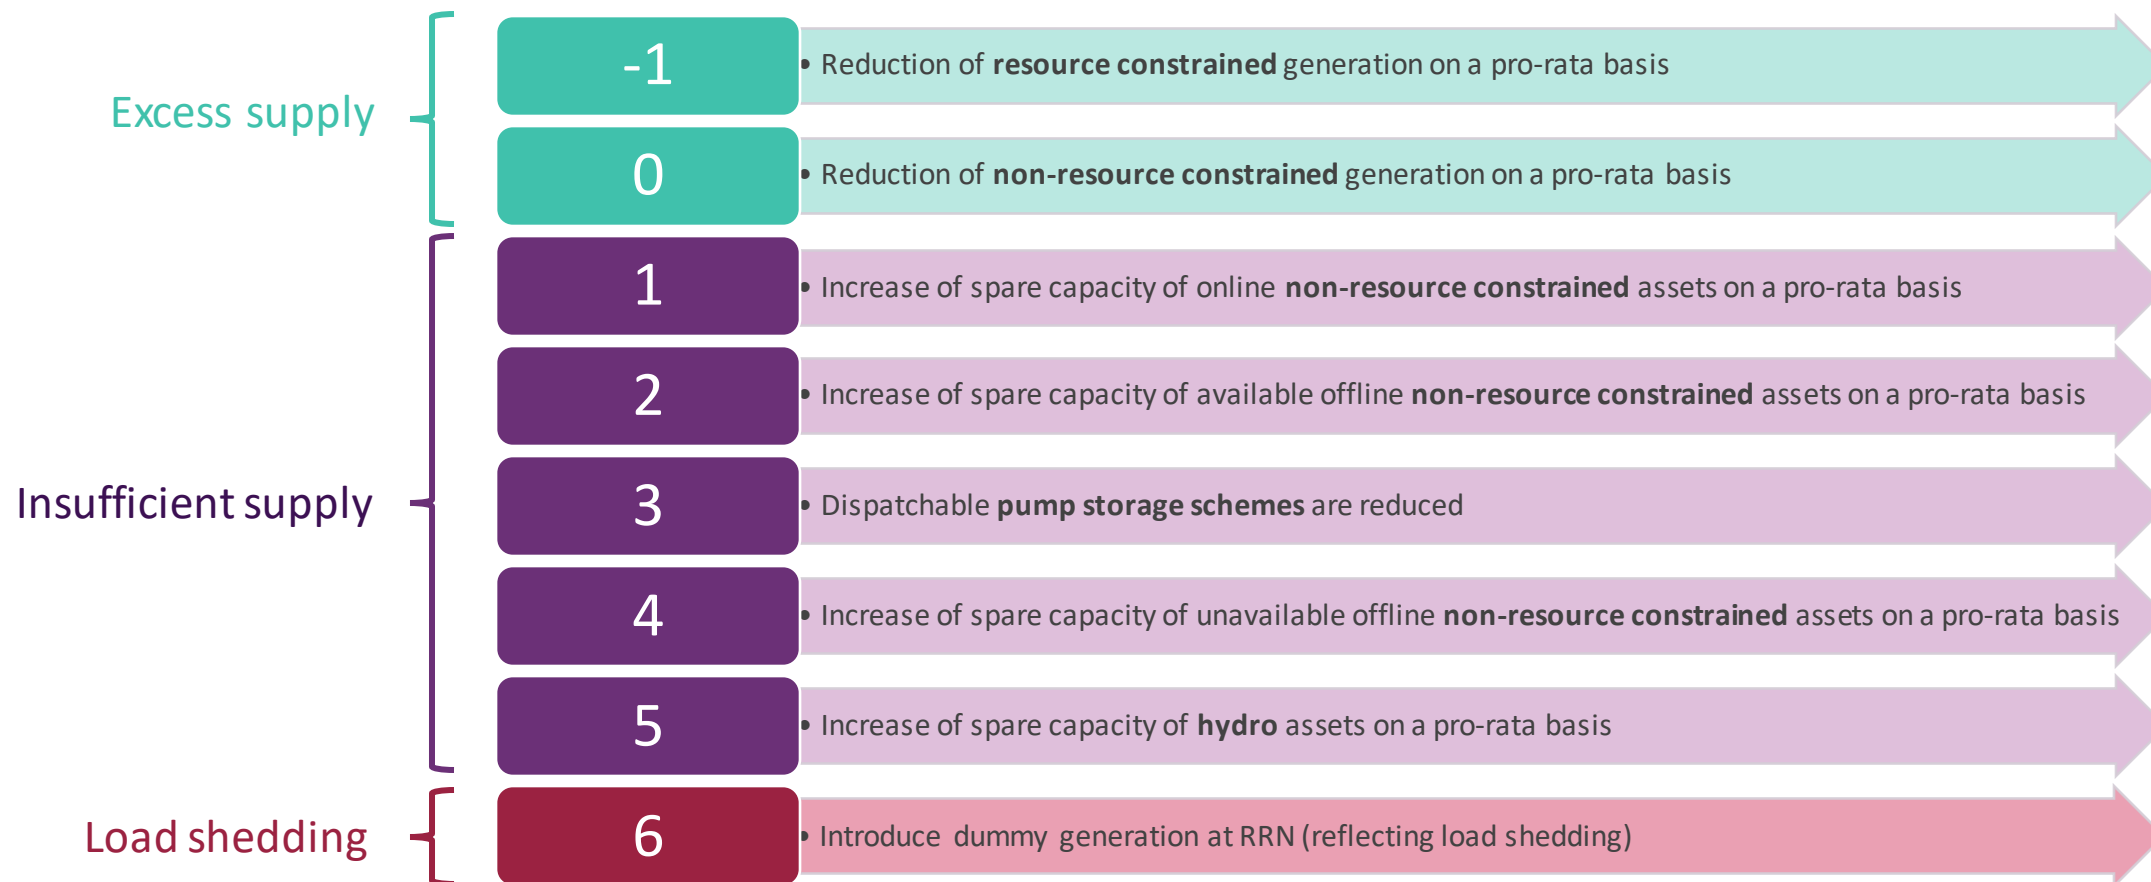 Excess supply
-1
• Reduction of resource constrained generation on a pro-rata basis
0
• Reduction of non-resource constrained generation on a pro-rata basis
Insufficient supply
1
• Increase of spare capacity of online non-resource constrained assets on a pro-rata basis
2
• Increase of spare capacity of available offline non-resource constrained assets on a pro-rata basis
3
• Dispatchable pump storage schemes are reduced
4
• Increase of spare capacity of unavailable offline non-resource constrained assets on a pro-rata basis
5
• Increase of spare capacity of hydro assets on a pro-rata basis
Load shedding
6
• Introduce dummy generation at RRN (reflecting load shedding)